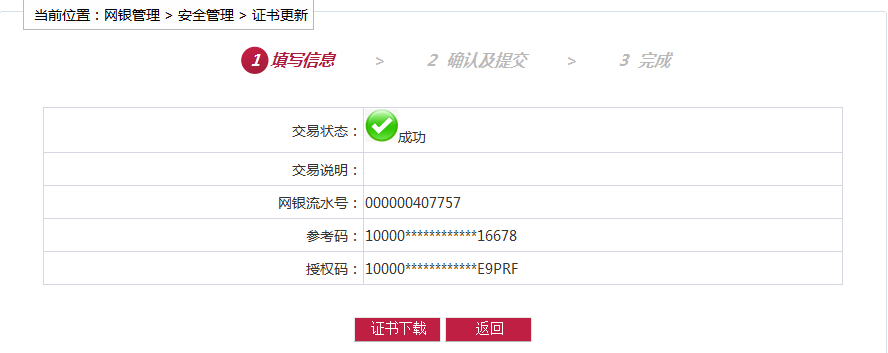 当前位置：网银管理 > 安全管理 > 证书更新
1 填写信息 > 2 确认及提交 > 3 完成
交易状态： 成功
交易说明：
网银流水号： 000000407757
参考码： 10000************16678
授权码： 10000************E9PRF
证书下载 返回